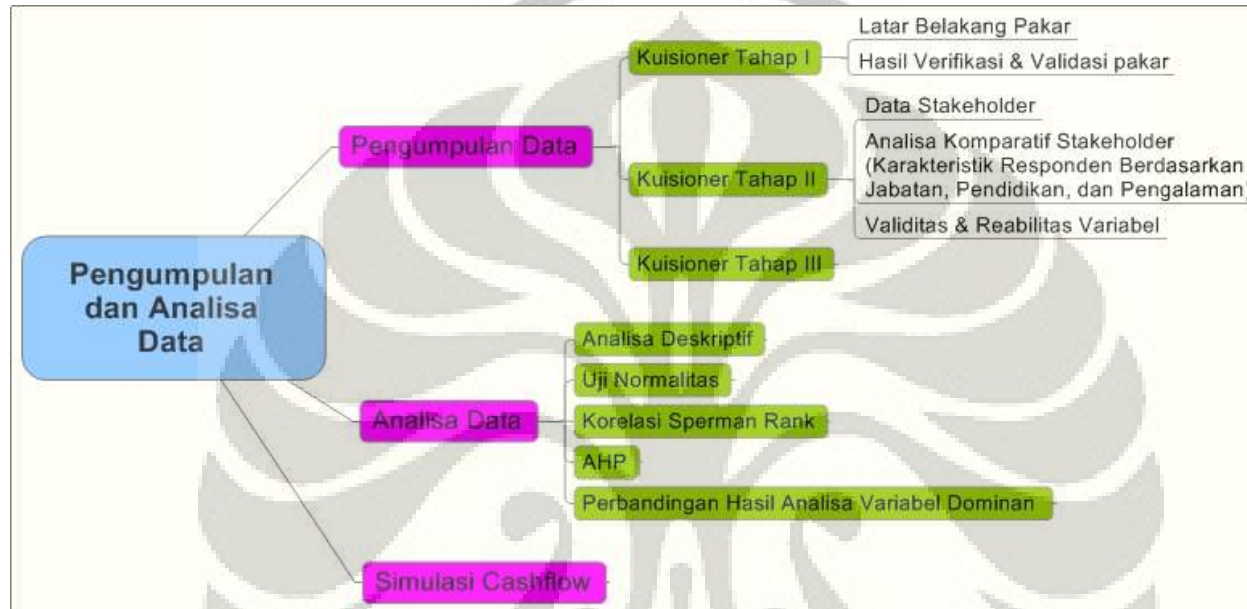 Pengumpulan
dan Analisa
Data
Pengumpulan Data
Kuisioner Tahap I
Latar Belakang Pakar
Hasil Verifikasi & Validasi pakar
Kuisioner Tahap II
Data Stakeholder
Analisa Komparatif Stakeholder
(Karakteristik Responden Berdasarkan
Jabatan, Pendidikan, dan Pengalaman)
Validitas & Reabilitas Variabel
Kuisioner Tahap III
Analisa Data
Analisa Deskriptif
Uji Normalitas
Korelasi Sperman Rank
AHP
Perbandingan Hasil Analisa Variabel Dominan
Simulasi Cashflow